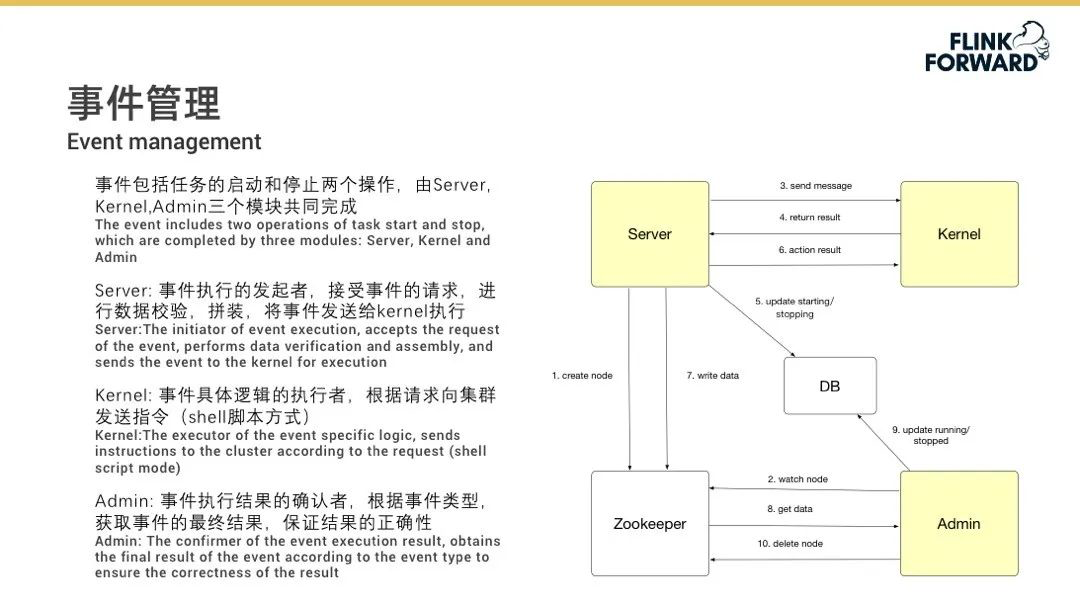 FLINK
FORWARD
事件管理
Event management
事件包括任务的启动和停止两个操作，由Server,
Kernel,Admin三个模块共同完成
The event includes two operations of task start and stop,
which are completed by three modules: Server, Kernel and
Admin
Server: 事件执行的发起者，接受事件的请求，进
行数据校验，拼装，将事件发送给kernel执行
Server:The initiator of event execution, accepts the request
of the event, performs data verification and assembly, and
sends the event to the kernel for execution
Kernel: 事件具体逻辑的执行者，根据请求向集群
发送指令（shell脚本方式）
Kernel:The executor of the event specific logic, sends
instructions to the cluster according to the request (shell
script mode)
Admin: 事件执行结果的确认者，根据事件类型，
获取事件的最终结果，保证结果的正确性
Admin: The confirmer of the event execution result, obtains
the final result of the event according to the event type to
ensure the correctness of the result
3. send message
4. return result
Server
Kernel
6. action result
5. update starting/
stopping
1. create node
7. write data
DB
9. update running/
stopped
2. watch node
8. get data
Zookeeper
Admin
10. delete node